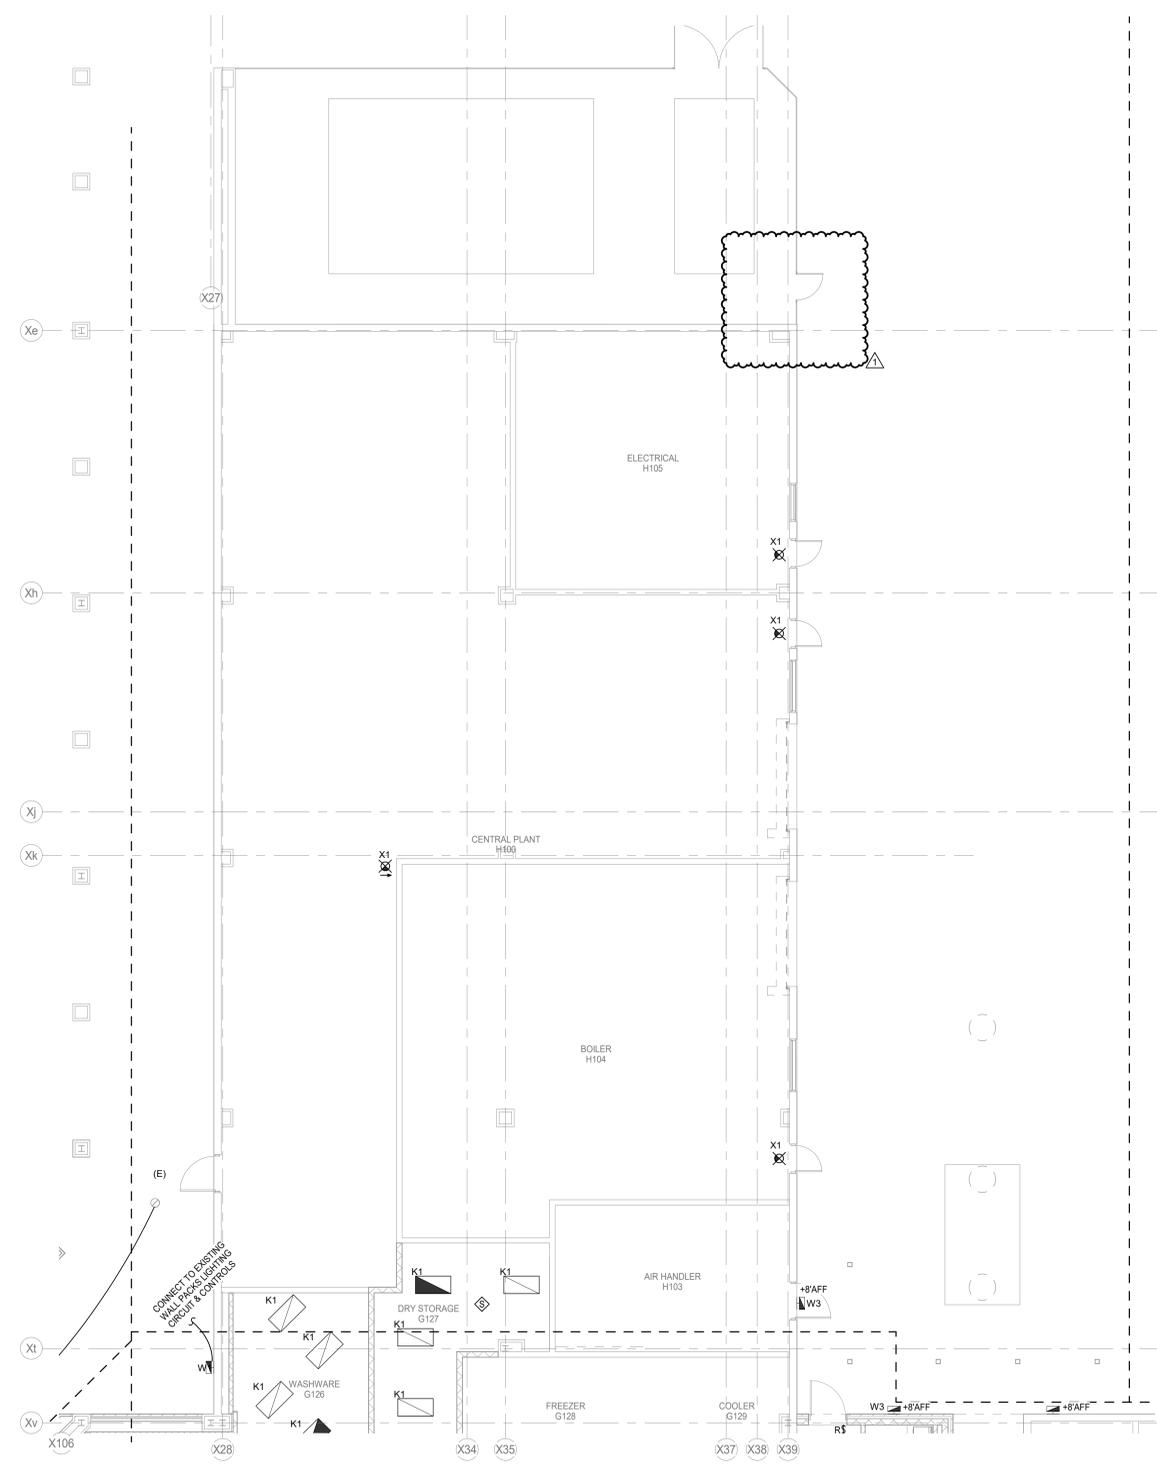 X27
Xe
1
ELECTRICAL
H105
X1
Xh
X1
Xj
CENTRAL PLANT
H100
Xk
X1
BOILER
H104
X1
(E)
CONNECT TO EXISTING
WALL PACKS LIGHTING
CIRCUIT & CONTROLS
K1
K1
AIR HANDLER
H103
+8'AFF
W3
K1
S
DRY STORAGE
G127
K1
K1
Xt
WASHWARE
G126
K1
K1
FREEZER
G128
COOLER
G129
W3
+8'AFF
+8'AFF
K1
R$
Xv
X106
X28
X34
X35
X37
X38
X39